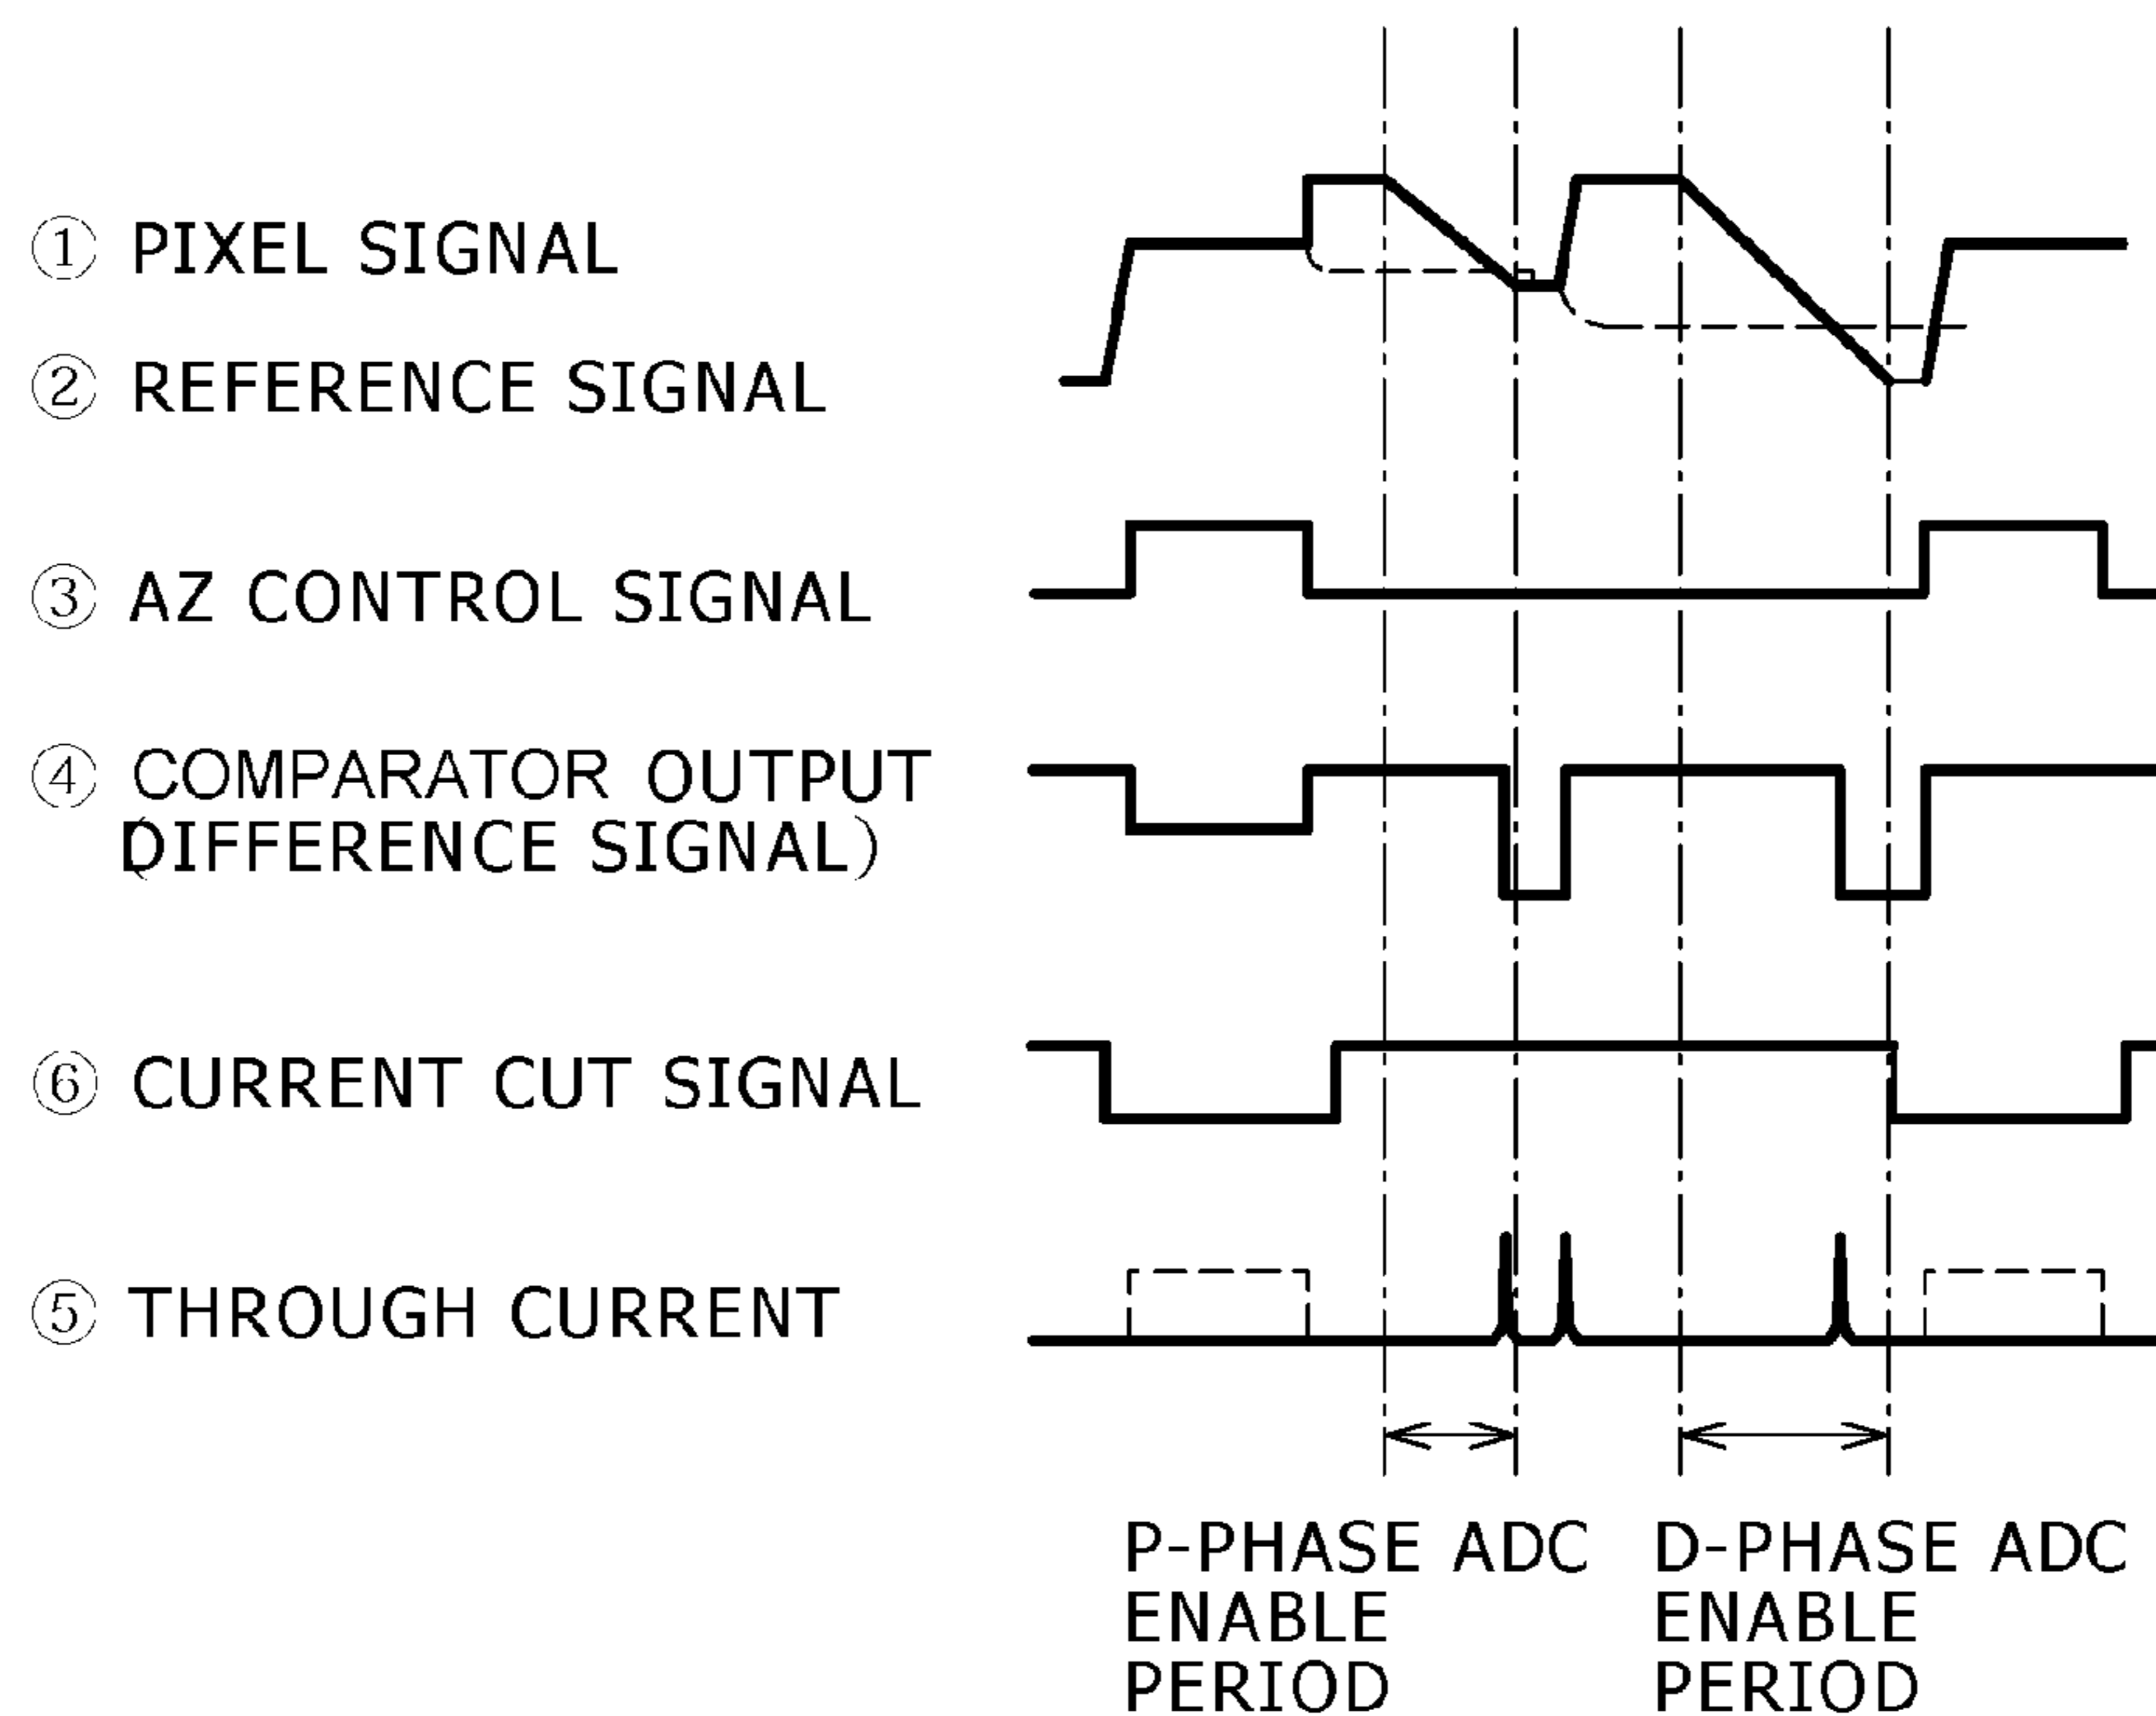 ① PIXEL SIGNAL
② REFERENCE SIGNAL
③ AZ CONTROL SIGNAL
④ COMPARATOR OUTPUT
(DIFFERENCE SIGNAL)
⑥ CURRENT CUT SIGNAL
⑤ THROUGH CURRENT
P-PHASE ADC
ENABLE
PERIOD
D-PHASE ADC
ENABLE
PERIOD